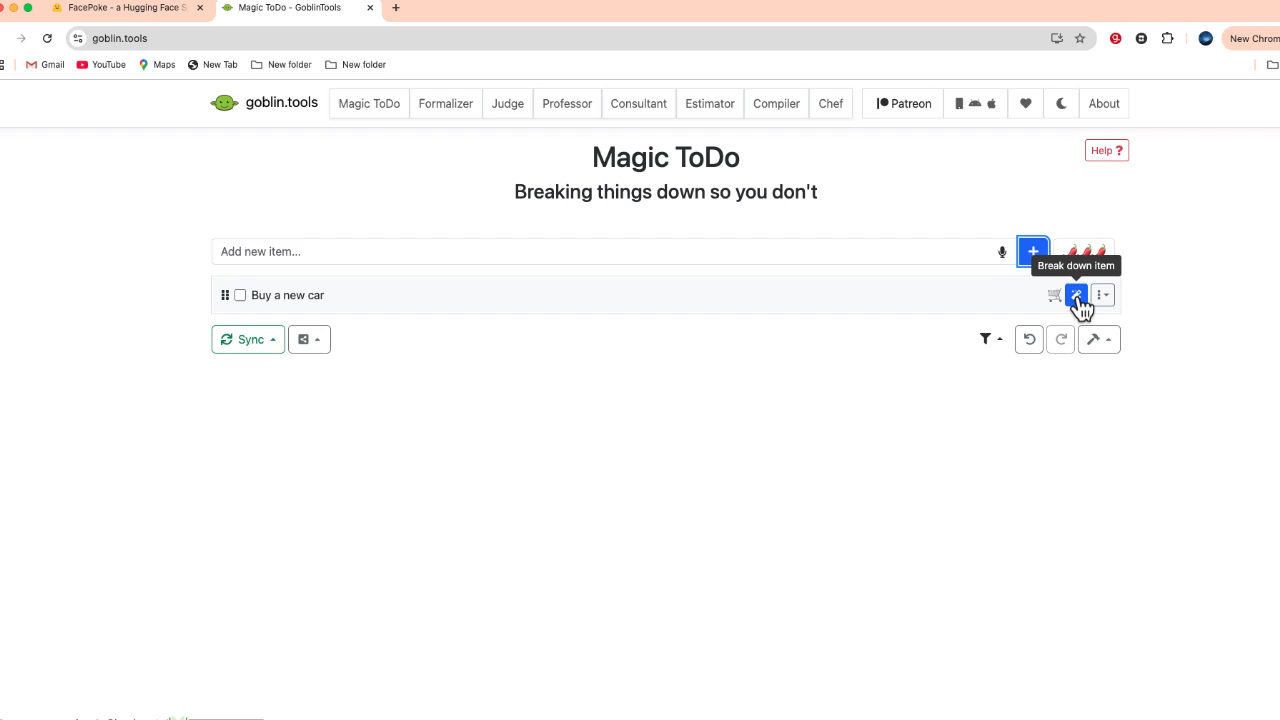 FacePoke - a Hugging Face S
Magic ToDo - GoblinTools
goblin.tools
New Chrom
Gmail
YouTube
Maps
New Tab
New folder
New folder
goblin.tools
Magic ToDo
Formalizer
Judge
Professor
Consultant
Estimator
Compiler
Chef
Patreon
About
Magic ToDo
Help ?
Breaking things down so you don't
Add new item...
Break down item
Buy a new car
Sync